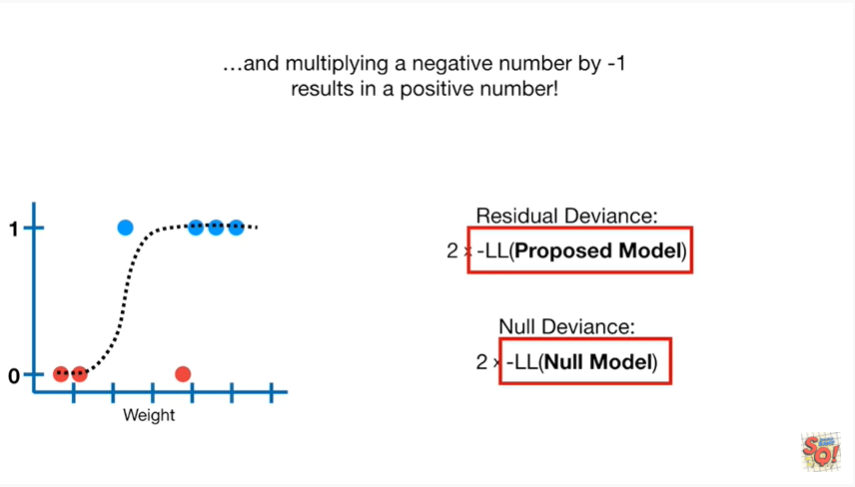 …and multiplying a negative number by -1
results in a positive number!
1
0
Weight
Residual Deviance:
2 × -LL(Proposed Model)
Null Deviance:
2 × -LL(Null Model)
SQ!